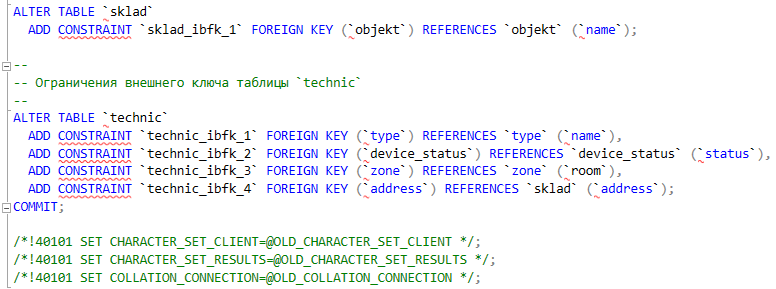 ALTER TABLE `sklad`
  ADD CONSTRAINT `sklad_ibfk_1` FOREIGN KEY (`objekt`) REFERENCES `objekt` (`name`);

--
-- Ограничения внешнего ключа таблицы `technic`
--
ALTER TABLE `technic`
  ADD CONSTRAINT `technic_ibfk_1` FOREIGN KEY (`type`) REFERENCES `type` (`name`),
  ADD CONSTRAINT `technic_ibfk_2` FOREIGN KEY (`device_status`) REFERENCES `device_status` (`status`),
  ADD CONSTRAINT `technic_ibfk_3` FOREIGN KEY (`zone`) REFERENCES `zone` (`room`),
  ADD CONSTRAINT `technic_ibfk_4` FOREIGN KEY (`address`) REFERENCES `sklad` (`address`);
COMMIT;

/*!40101 SET CHARACTER_SET_CLIENT=@OLD_CHARACTER_SET_CLIENT */;
/*!40101 SET CHARACTER_SET_RESULTS=@OLD_CHARACTER_SET_RESULTS */;
/*!40101 SET COLLATION_CONNECTION=@OLD_COLLATION_CONNECTION */;